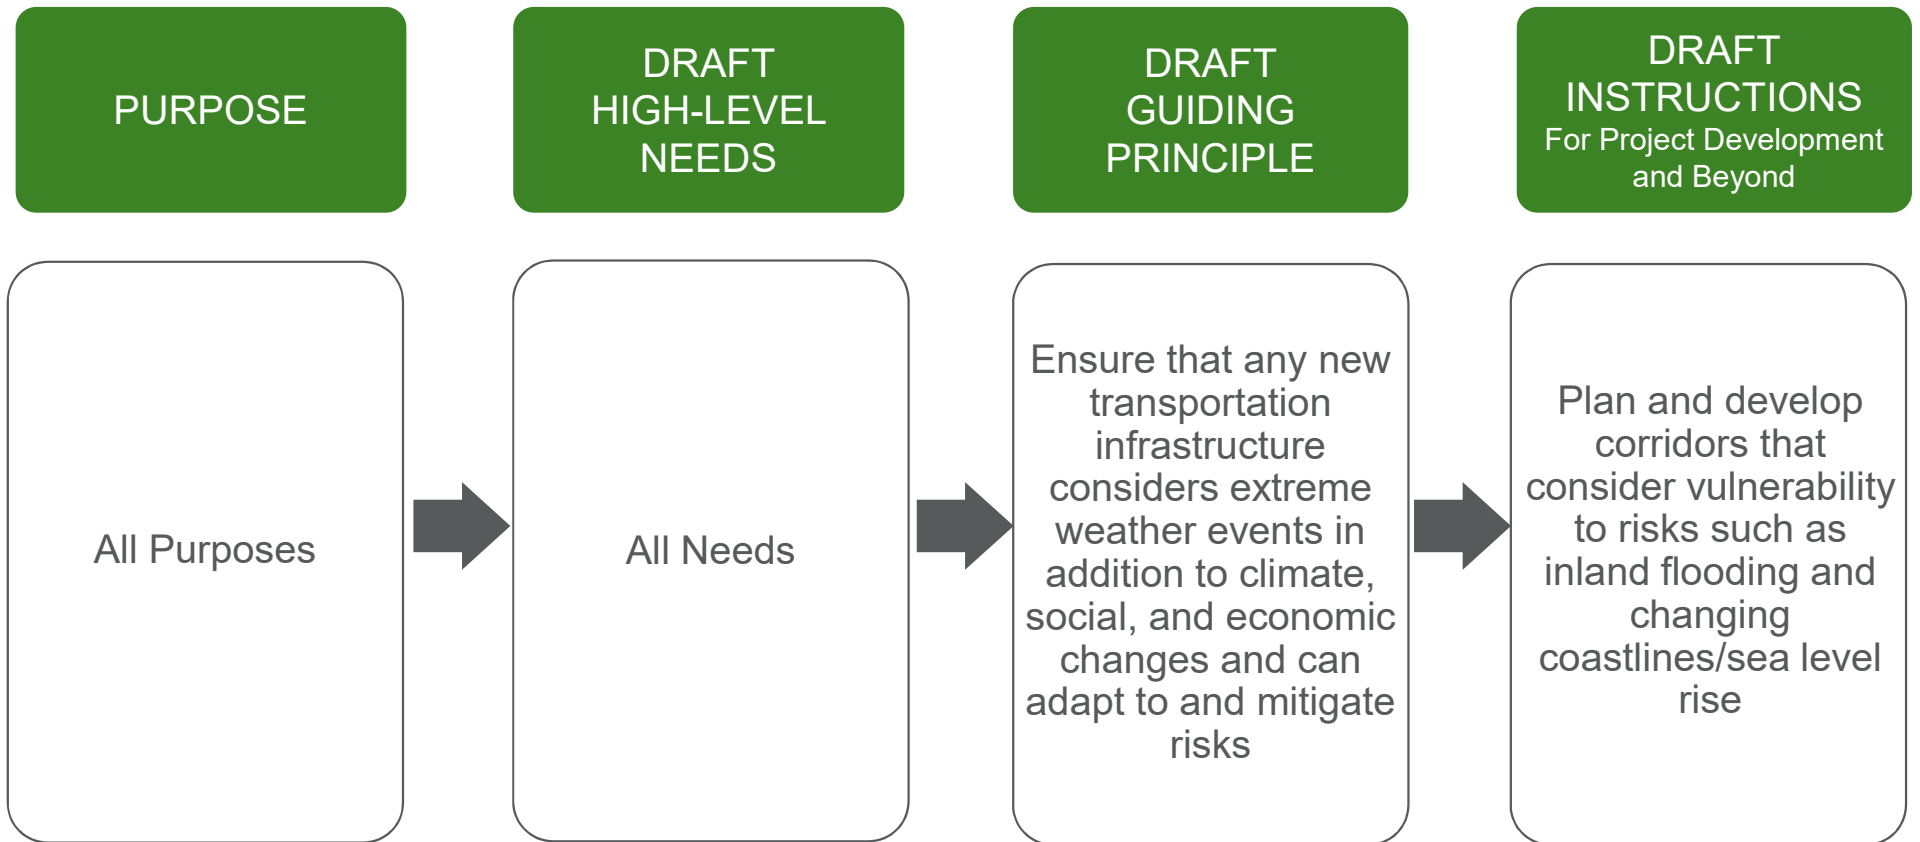 PURPOSE
DRAFT
HIGH-LEVEL
NEEDS
DRAFT
GUIDING
PRINCIPLE
DRAFT
INSTRUCTIONS
For Project Development
and Beyond
All Purposes
All Needs
Ensure that any new
transportation
infrastructure
considers extreme
weather events in
addition to climate,
social, and economic
changes and can
adapt to and mitigate
risks
Plan and develop
corridors that
consider vulnerability
to risks such as
inland flooding and
changing
coastlines/sea level
rise